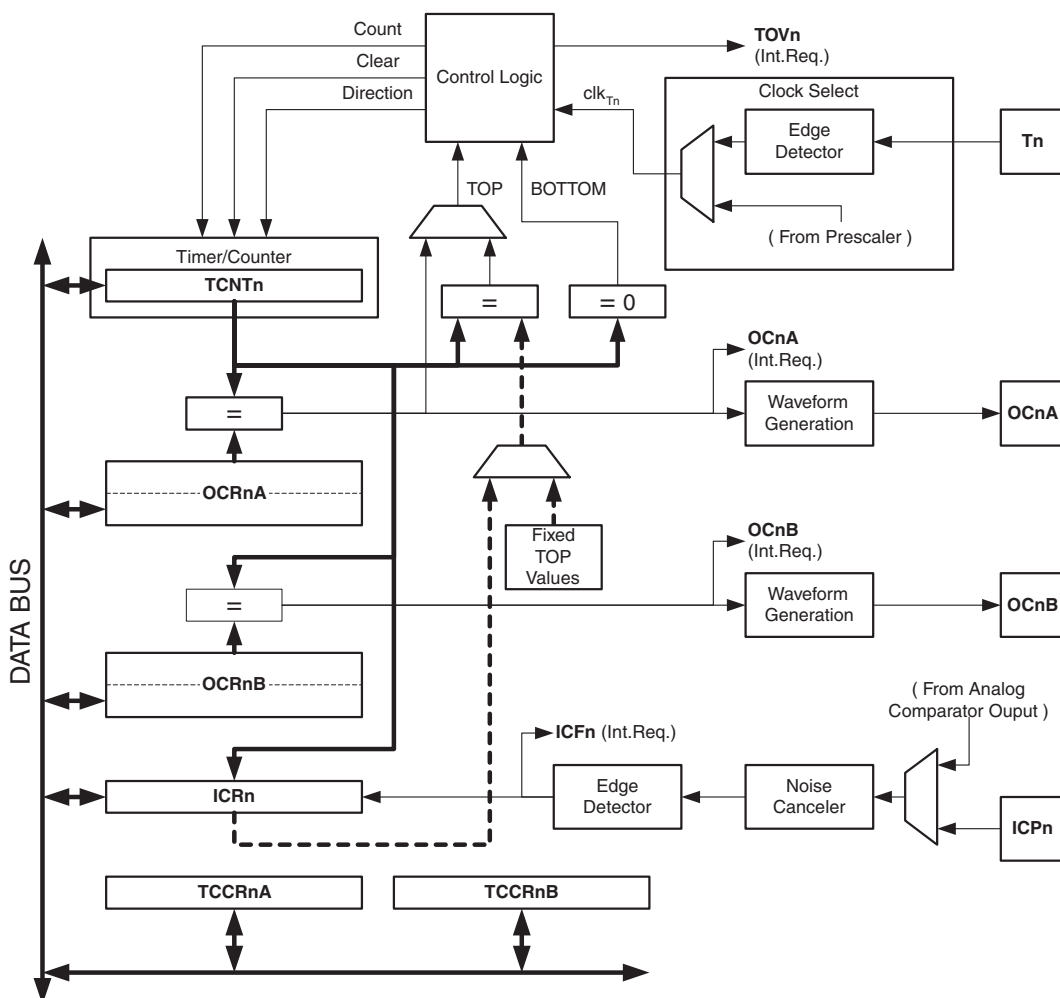 Count
Clear
Direction
Control Logic
TOVn
(Int.Req.)
clkTn
Clock Select
Edge
Detector
Tn
( From Prescaler )
TOP
BOTTOM
Timer/Counter
TCNTn
=
= 0
OCnA
(Int.Req.)
=
Waveform
Generation
OCnA
OCRnA
Fixed
TOP
Values
OCnB
(Int.Req.)
=
Waveform
Generation
OCnB
OCRnB
DATA BUS
( From Analog
Comparator Ouput )
ICFn (Int.Req.)
ICRn
Edge
Detector
Noise
Canceler
ICPn
TCCRnA
TCCRnB